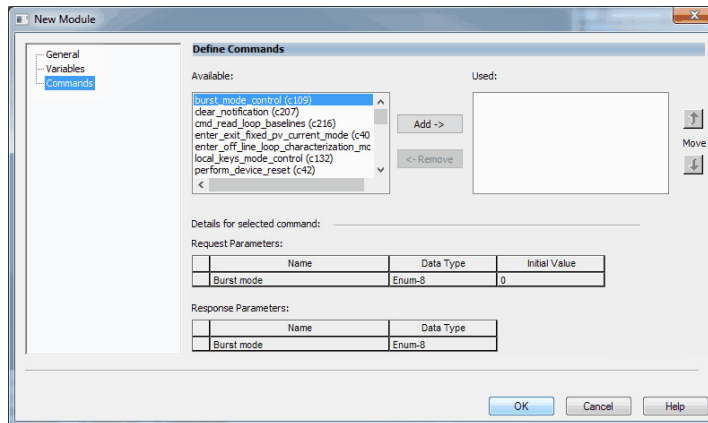 New Module
General
Variables
Commands
Define Commands
Available:
Used:
burst_mode_control (c109)
clear_notification (c207)
cmd_read_loop_baselines (c216)
enter_exit_fixed_pv_current_mode (c40
enter_off_line_loop_characterization_mc
local_keys_mode_control (c132)
perform_device_reset (c42)
Add ->
<- Remove
Move
Details for selected command:
Request Parameters:
Name Data Type Initial Value
Burst mode Enum-8 0
Response Parameters:
Name Data Type
Burst mode Enum-8
OK Cancel Help